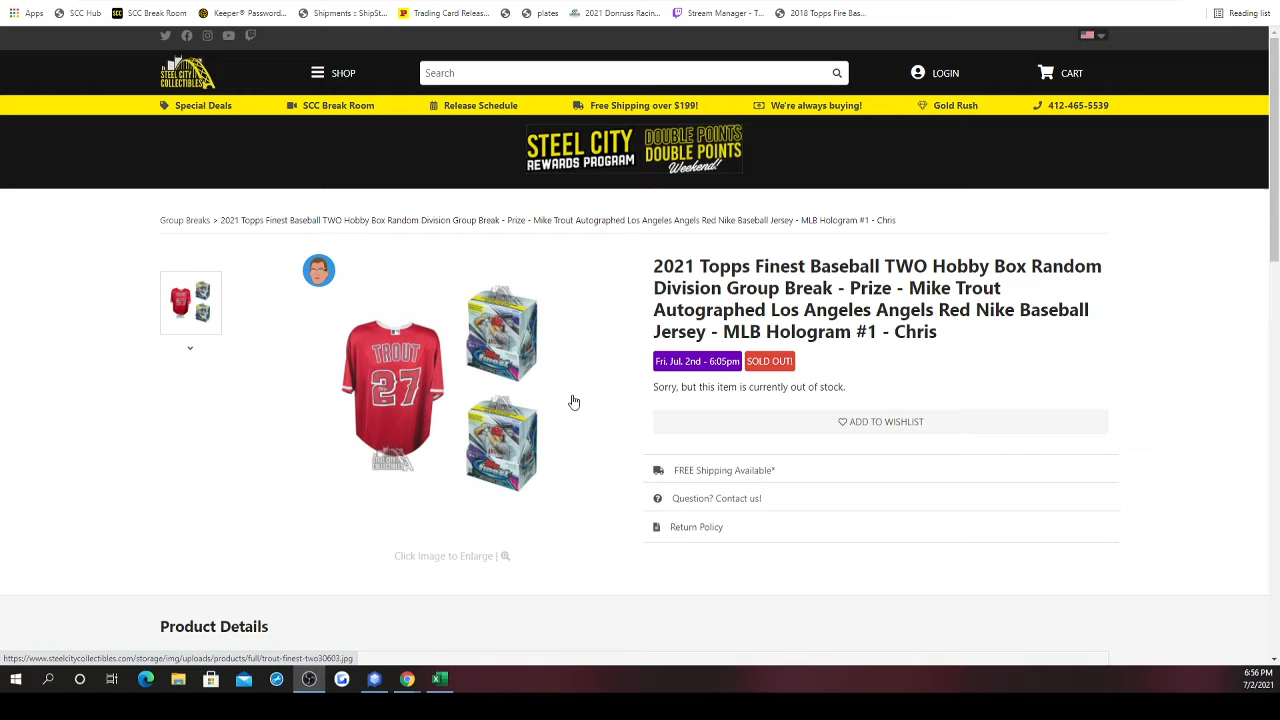 Apps SCC Hub SCC Break Room Keeper® Password... Shipments :: ShipSt... Trading Card Releas... plates 2021 Donruss Racin... Stream Manager - T... 2018 Topps Fire Bas... Reading list
STEEL CITY
COLLECTIBLES
SHOP
Search
LOGIN
CART
Special Deals SCC Break Room Release Schedule Free Shipping over $199! We're always buying! Gold Rush 412-465-5539
STEEL CITY
REWARDS PROGRAM
DOUBLE POINTS
DOUBLE POINTS
Weekend!
Group Breaks > 2021 Topps Finest Baseball TWO Hobby Box Random Division Group Break - Prize - Mike Trout Autographed Los Angeles Angels Red Nike Baseball Jersey - MLB Hologram #1 - Chris
TROUT
27
FINEST
FINEST
Click Image to Enlarge |
2021 Topps Finest Baseball TWO Hobby Box Random
Division Group Break - Prize - Mike Trout
Autographed Los Angeles Angels Red Nike Baseball
Jersey - MLB Hologram #1 - Chris
Fri, Jul. 2nd - 6:05pm SOLD OUT!
Sorry, but this item is currently out of stock.
ADD TO WISHLIST
FREE Shipping Available*
Question? Contact us!
Return Policy
Product Details
https://www.steelcitycollectibles.com/storage/img/uploads/products/full/trout-finest-two30603.jpg
6:56 PM
7/2/2021